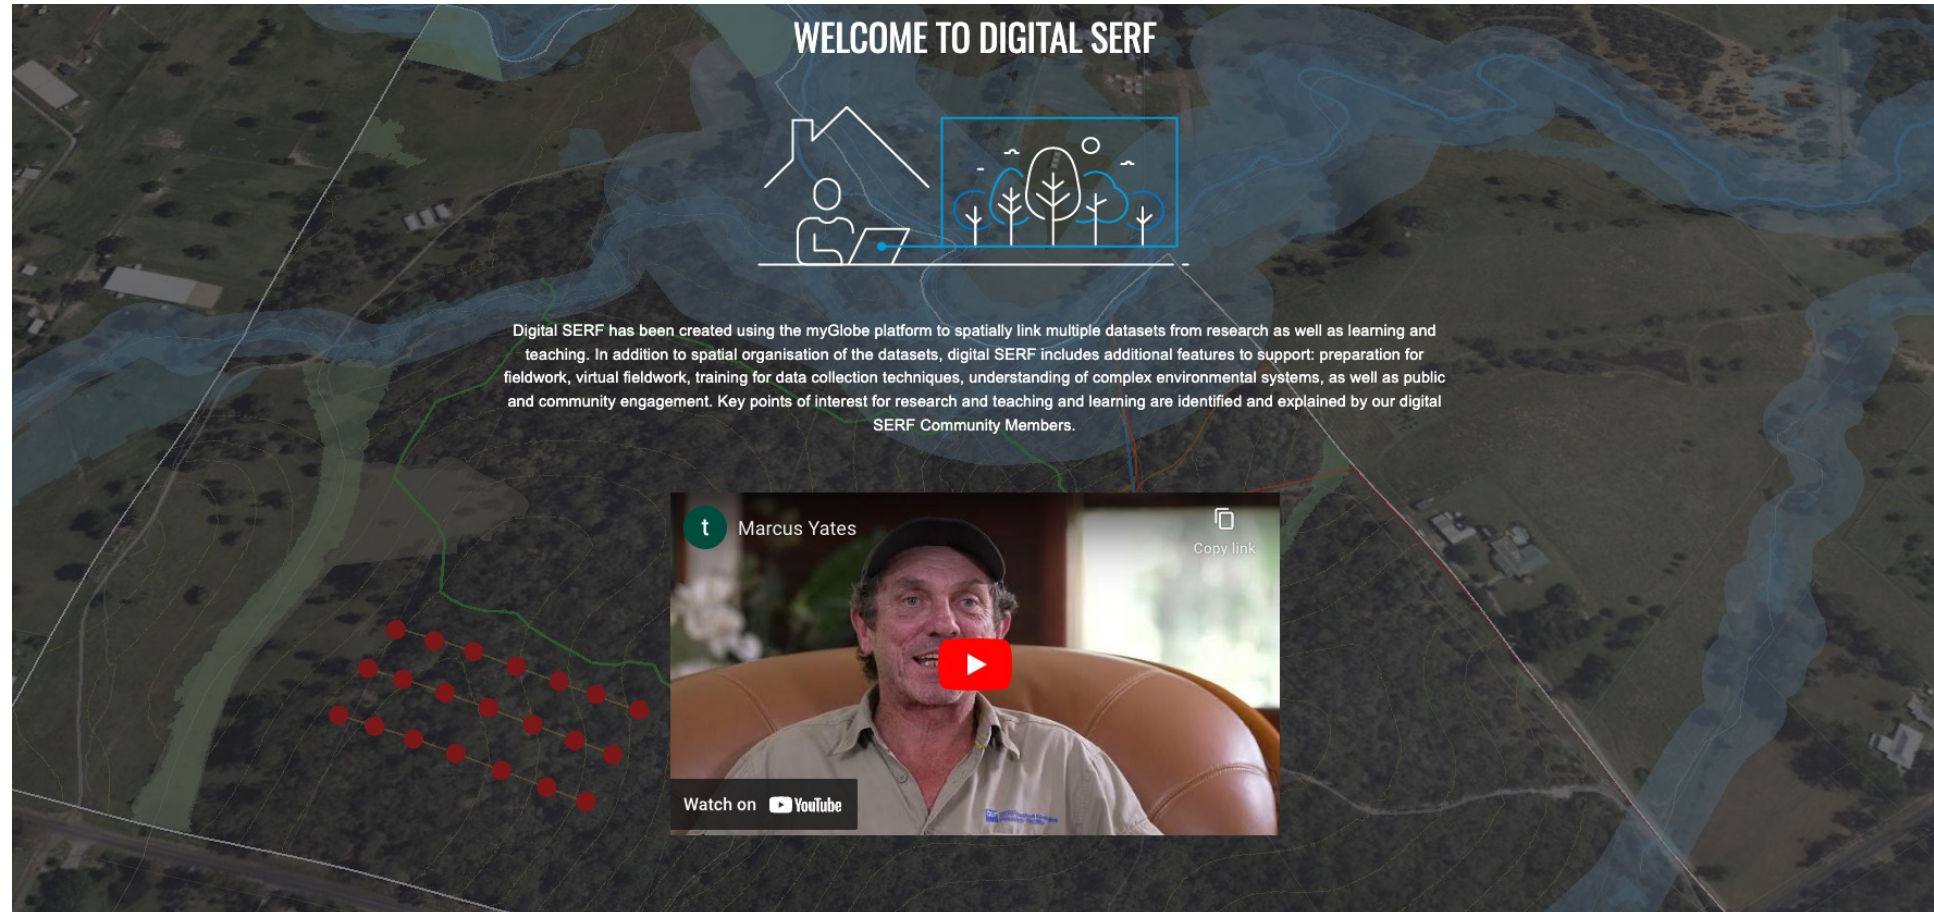 WELCOME TO DIGITAL SERF
Digital SERF has been created using the myGlobe platform to spatially link multiple datasets from research as well as learning and
teaching. In addition to spatial organisation of the datasets, digital SERF includes additional features to support: preparation for
fieldwork, virtual fieldwork, training for data collection techniques, understanding of complex environmental systems, as well as public
and community engagement. Key points of interest for research and teaching and learning are identified and explained by our digital
SERF Community Members.
t Marcus Yates
Copy link
Watch on YouTube